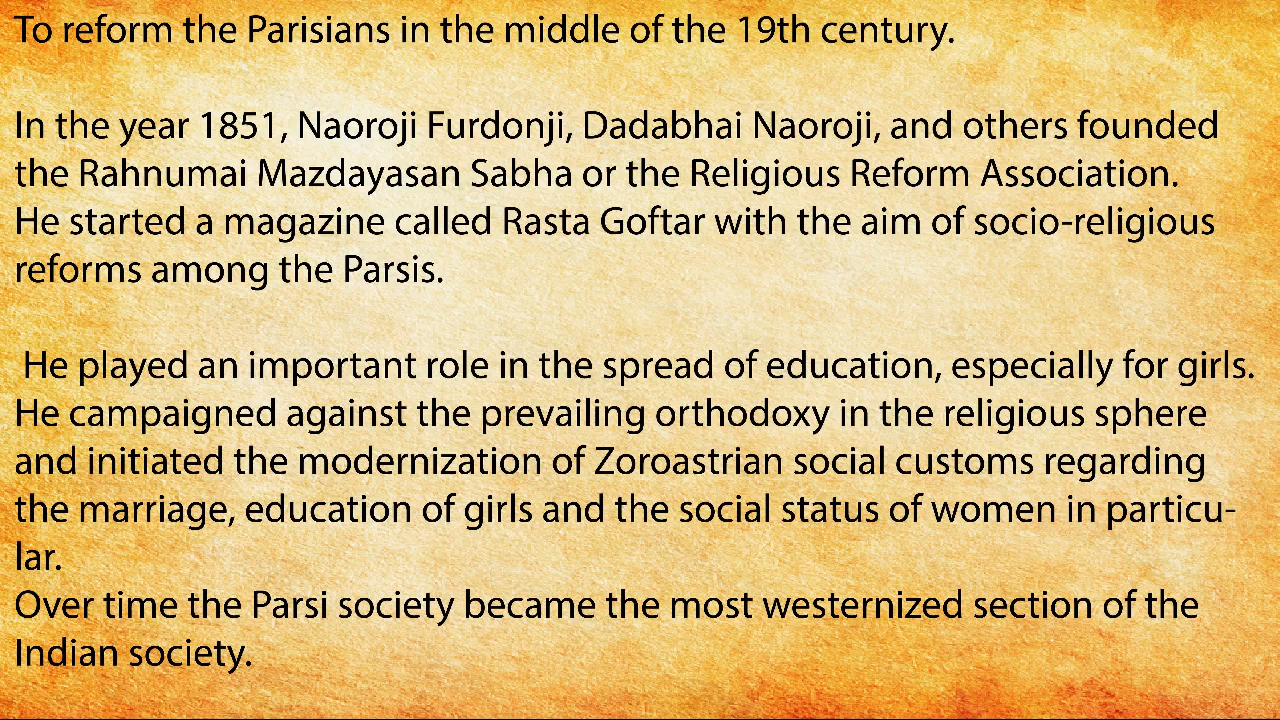 To reform the Parisians in the middle of the 19th century.
In the year 1851, Naoroji Furdonji, Dadabhai Naoroji, and others founded
the Rahnumai Mazdayasan Sabha or the Religious Reform Association.
He started a magazine called Rasta Goftar with the aim of socio-religious
reforms among the Parsis.
He played an important role in the spread of education, especially for girls.
He campaigned against the prevailing orthodoxy in the religious sphere
and initiated the modernization of Zoroastrian social customs regarding
the marriage, education of girls and the social status of women in particu-
lar.
Over time the Parsi society became the most westernized section of the
Indian society.